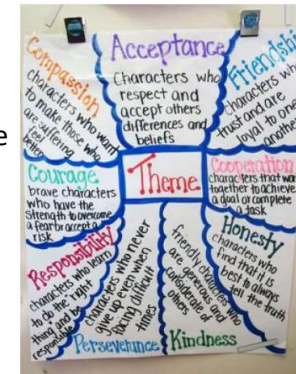 Compassion
characters who want
to make those who
are suffering
feel
better
Acceptance
Characters who
respect and
accept others
differences and
beliefs
Friendship
characters who
trust and are
loyal to one
another
Courage
brave characters
who have the
strength to overcome
a fear or accept a
risk
Theme
Cooperation
characters that want
together to achieve
a goal or complete
a task
Responsibility
characters who learn
to do the right
thing and be
responsible
characters who never
give up even when
facing difficult
times
Perseverance
friendly characters who
are generous and
considerate of
others
Kindness
Honesty
characters who
find that it is
best to always
tell the truth
e